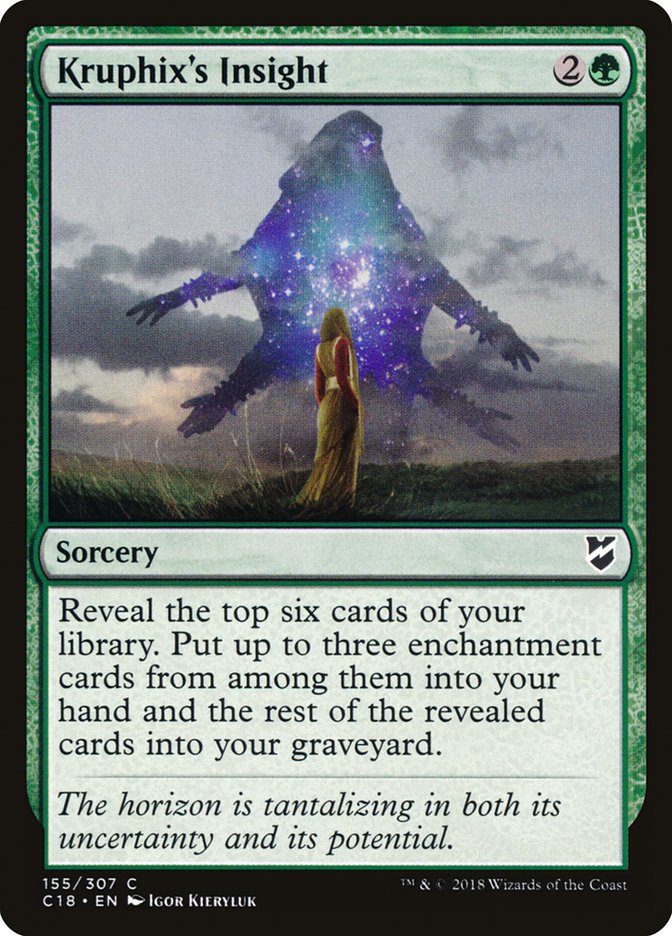 Kruphix's Insight 2
Sorcery
Reveal the top six cards of your
library. Put up to three enchantment
cards from among them into your
hand and the rest of the revealed
cards into your graveyard.
The horizon is tantalizing in both its
uncertainty and its potential.
155/307 C ™ & © 2018 Wizards of the Coast
C18 • EN Igor Kieryluk